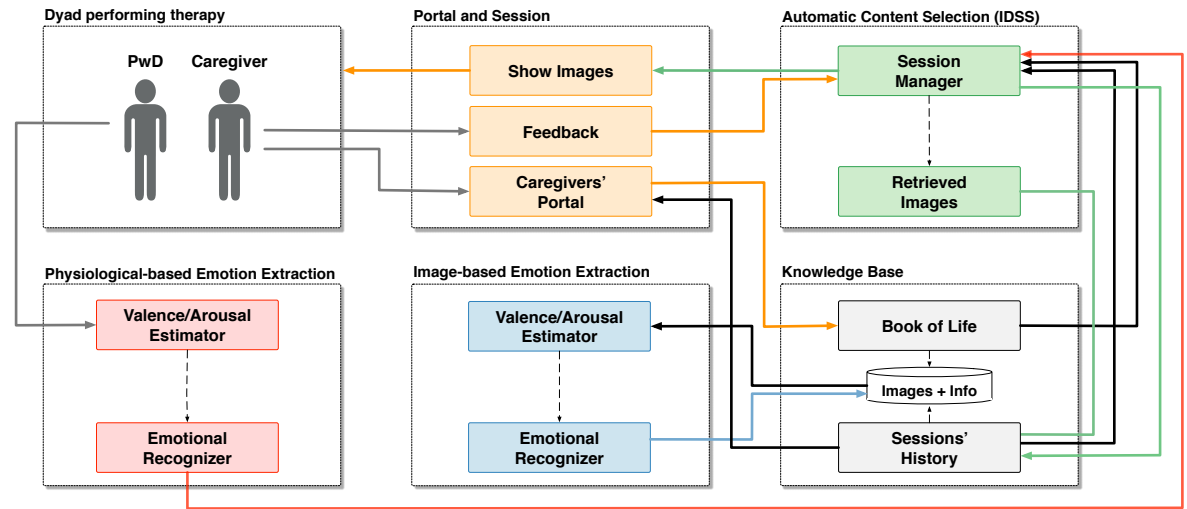 Dyad performing therapy
PwD
Caregiver
Portal and Session
Show Images
Feedback
Caregivers'
Portal
Automatic Content Selection (IDSS)
Session
Manager
Retrieved
Images
Physiological-based Emotion Extraction
Valence/Arousal
Estimator
Emotional
Recognizer
Image-based Emotion Extraction
Valence/Arousal
Estimator
Emotional
Recognizer
Knowledge Base
Book of Life
Images + Info
Sessions'
History